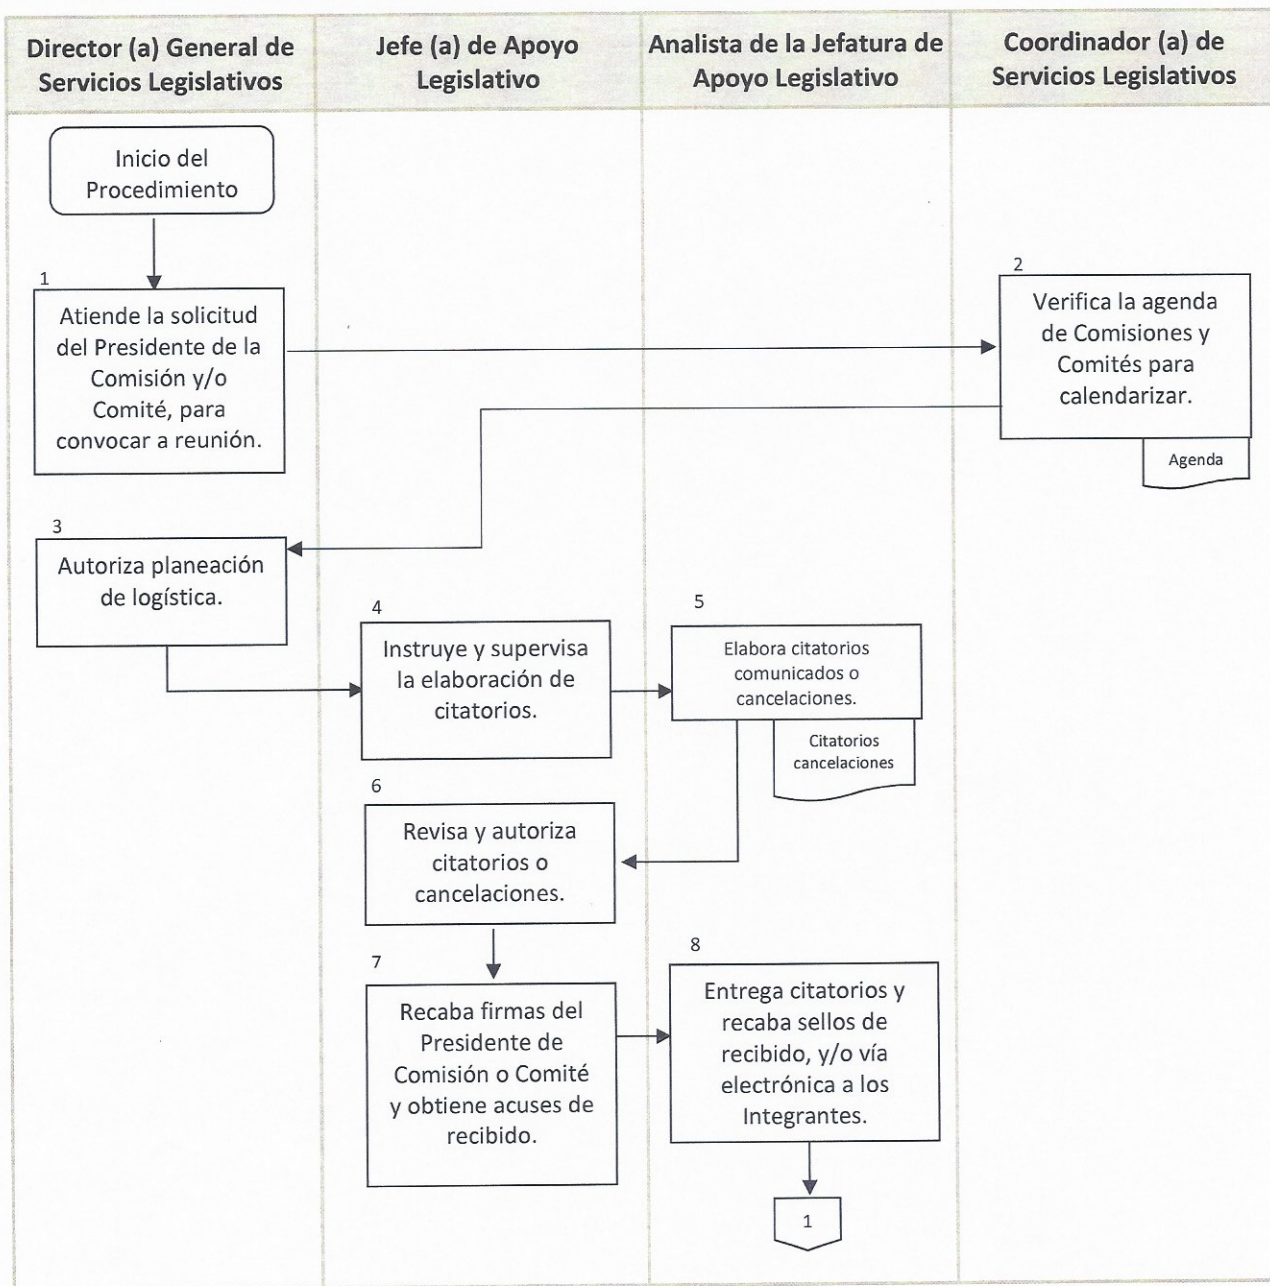 Director (a) General de
Servicios Legislativos
Jefe (a) de Apoyo
Legislativo
Analista de la Jefatura de
Apoyo Legislativo
Coordinador (a) de
Servicios Legislativos
Inicio del
Procedimiento
1
Atiende la solicitud
del Presidente de la
Comisión y/o
Comité, para
convocar a reunión.
2
Verifica la agenda
de Comisiones y
Comités para
calendarizar.
Agenda
3
Autoriza planeación
de logística.
4
Instruye y supervisa
la elaboración de
citatorios.
5
Elabora citatorios
comunicados o
cancelaciones.
Citatorios
cancelaciones
6
Revisa y autoriza
citatorios o
cancelaciones.
7
Recaba firmas del
Presidente de
Comisión o Comité
y obtiene acuses de
recibido.
8
Entrega citatorios y
recaba sellos de
recibido, y/o vía
electrónica a los
Integrantes.
1